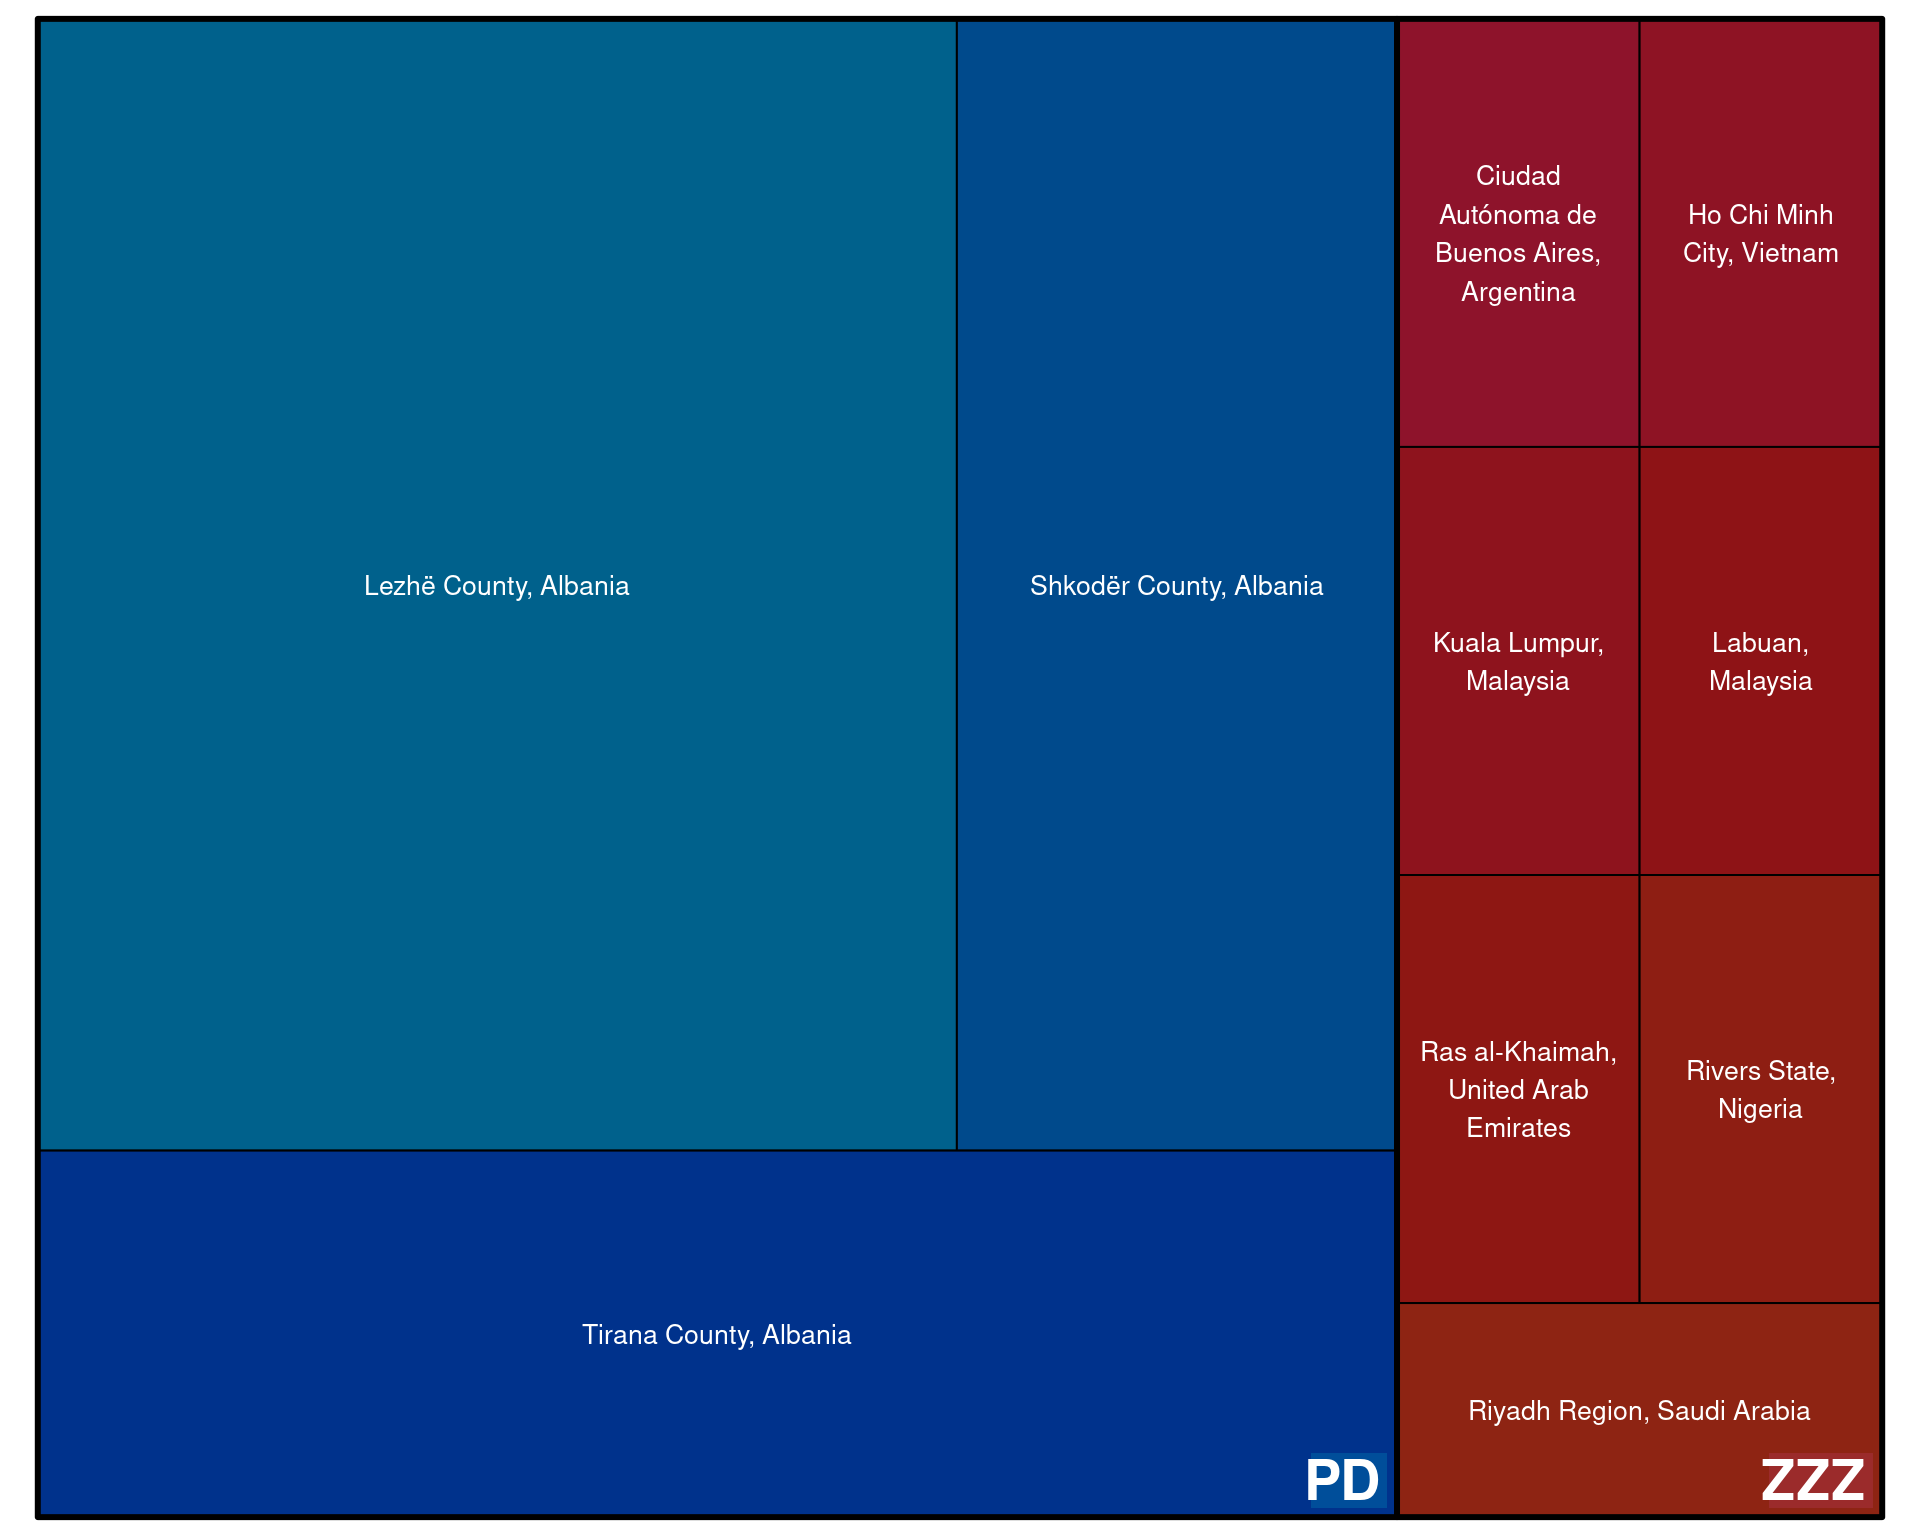 Lezhë County, Albania
Shkodër County, Albania
Tirana County, Albania
PD
Ciudad
Autónoma de
Buenos Aires,
Argentina
Ho Chi Minh
City, Vietnam
Kuala Lumpur,
Malaysia
Labuan,
Malaysia
Ras al-Khaimah,
United Arab
Emirates
Rivers State,
Nigeria
Riyadh Region, Saudi Arabia
ZZZ